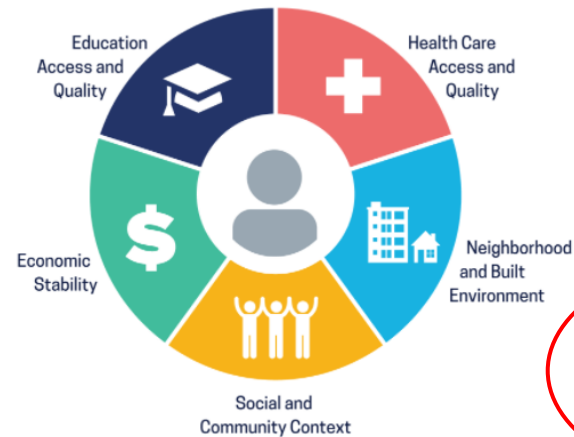 Education
Access and
Quality
Health Care
Access and
Quality
Economic
Stability
$
Neighborhood
and Built
Environment
Social and
Community Context